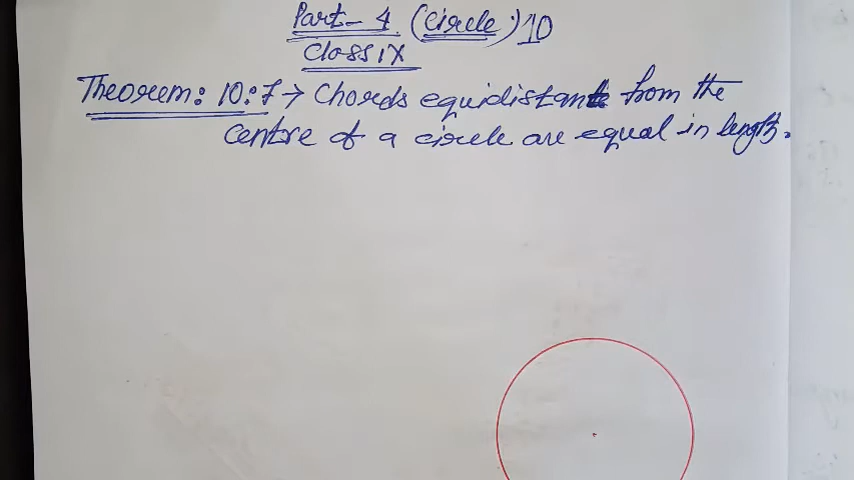 Part- 4 (Circle) 10
Class IX
Theorem: 10:7 → Chords equidistant from the
centre of a circle are equal in length.